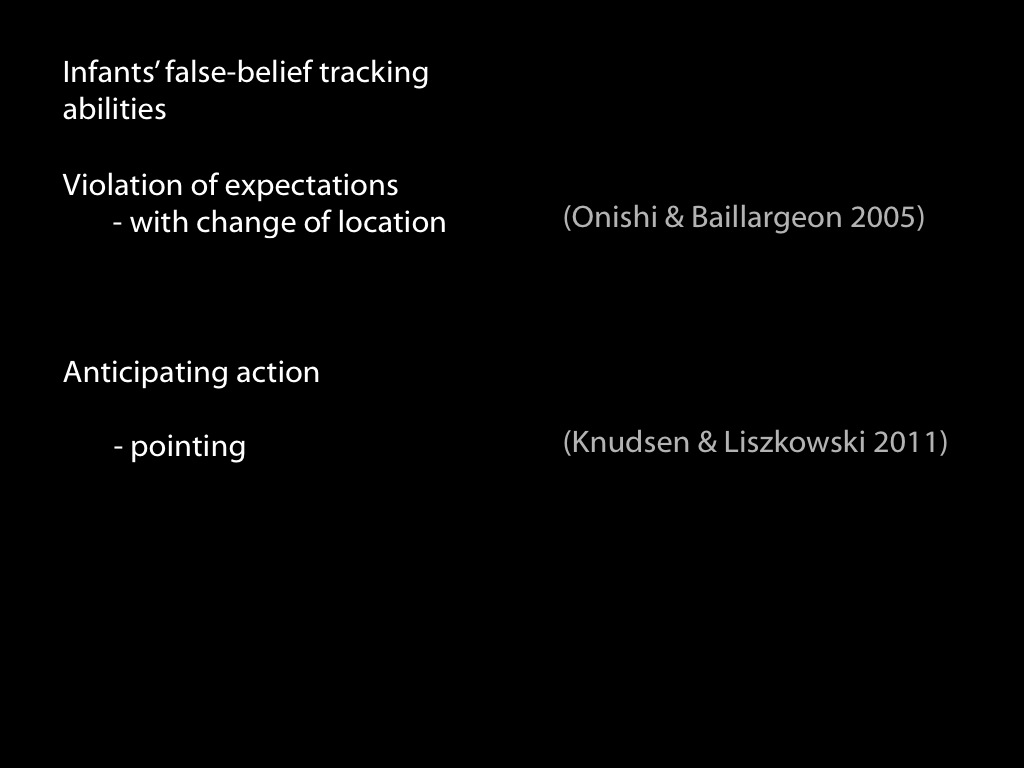 Infants’ false-belief tracking
abilities
Violation of expectations
- with change of location
(Onishi & Baillargeon 2005)
Anticipating action
- pointing
(Knudsen & Liszkowski 2011)